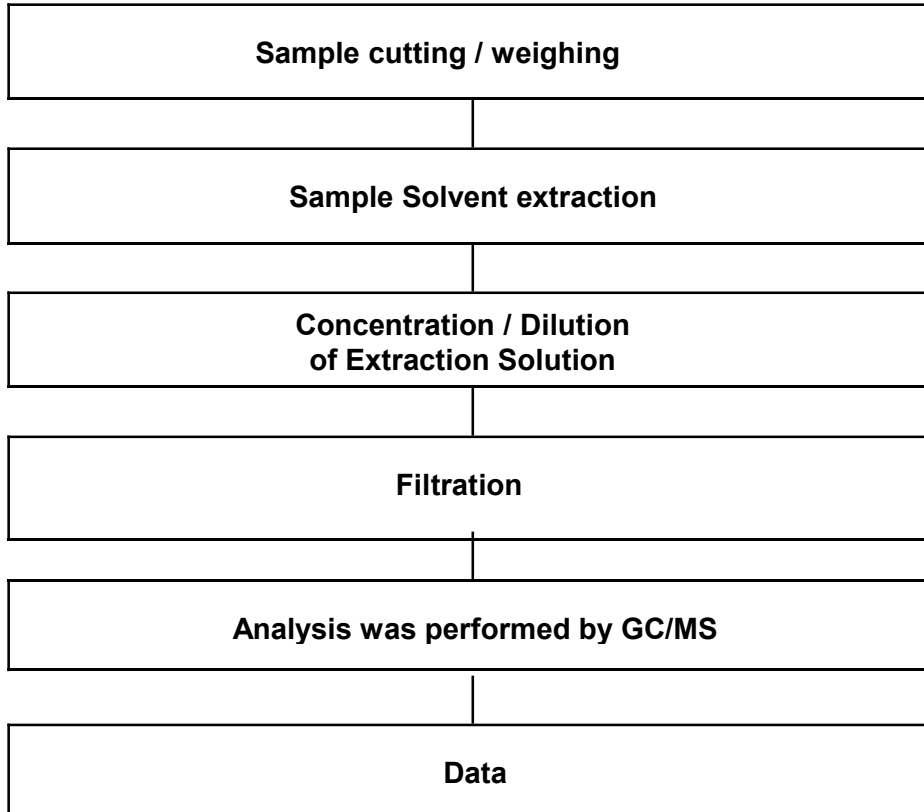 Sample cutting / weighing
Sample Solvent extraction
Concentration / Dilution
of Extraction Solution
Filtration
Analysis was performed by GC/MS
Data